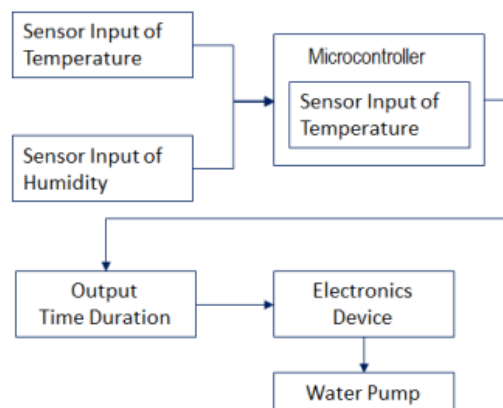 Sensor Input of
Temperature
Microcontroller
Sensor Input of
Temperature
Sensor Input of
Humidity
Output
Time Duration
Electronics
Device
Water Pump